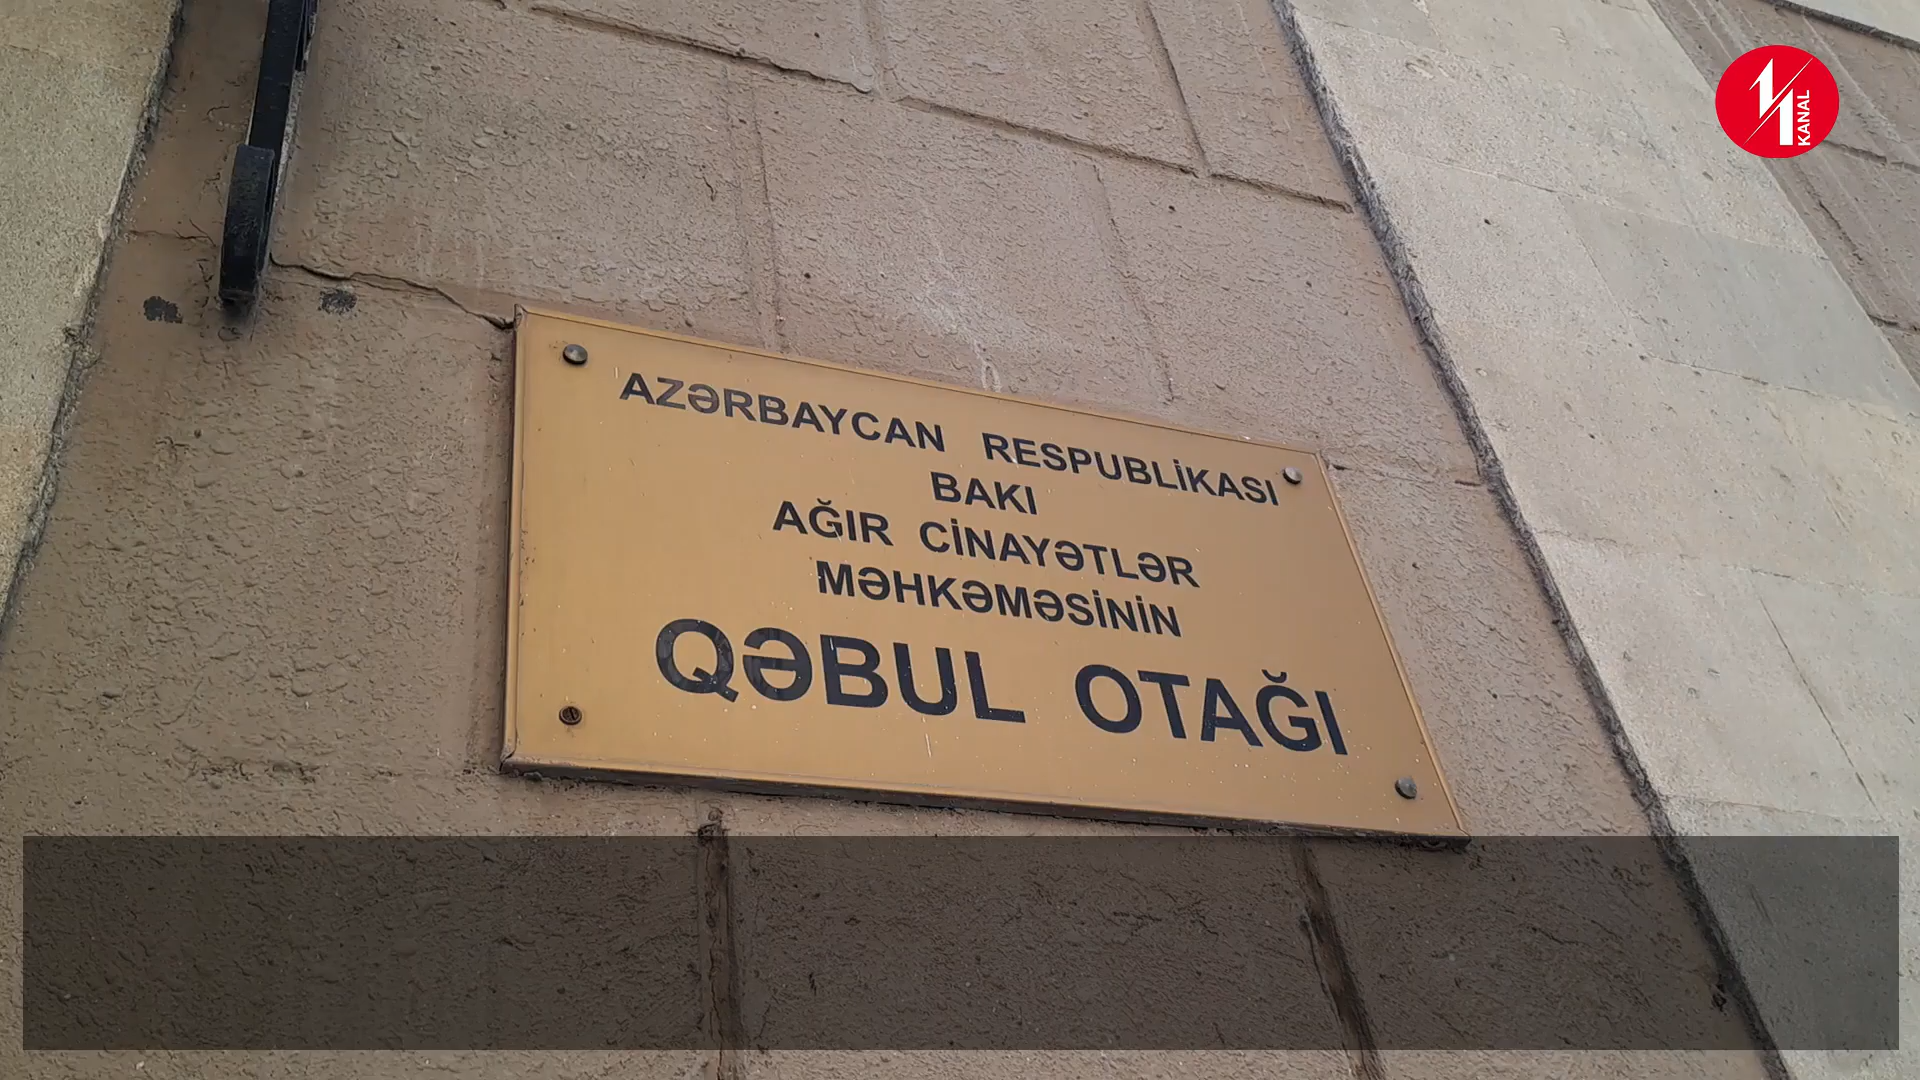 AZƏRBAYCAN RESPUBLİKASI
BAKI
AĞIR CİNAYƏTLƏR
MƏHKƏMƏSİNİN
QƏBUL OTAĞI
KANAL